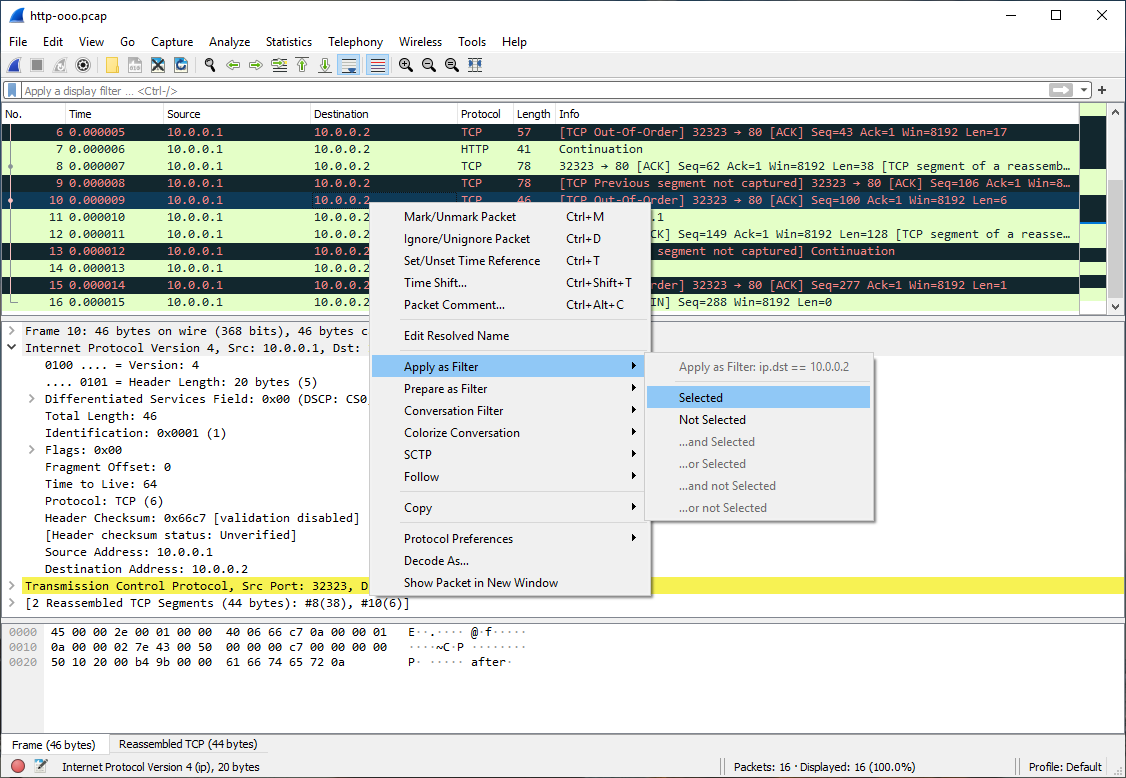 http-ooo.pcap
File Edit View Go Capture Analyze Statistics Telephony Wireless Tools Help
Apply a display filter ... <Ctrl-/>
No. Time Source Destination Protocol Length Info
6 0.000005 10.0.0.1 10.0.0.2 TCP 57 [TCP Out-Of-Order] 32323 → 80 [ACK] Seq=43 Ack=1 Win=8192 Len=17
7 0.000006 10.0.0.1 10.0.0.2 HTTP 41 Continuation
8 0.000007 10.0.0.1 10.0.0.2 TCP 78 32323 → 80 [ACK] Seq=62 Ack=1 Win=8192 Len=38 [TCP segment of a reassemb…
9 0.000008 10.0.0.1 10.0.0.2 TCP 78 [TCP Previous segment not captured] 32323 → 80 [ACK] Seq=106 Ack=1 Win=8…
10 0.000009 10.0.0.1 10.0.0.2 TCP 46 [TCP Out-Of-Order] 32323 → 80 [ACK] Seq=100 Ack=1 Win=8192 Len=6
11 0.000010 10.0.0.1 10.0.0.2 .1
12 0.000011 10.0.0.1 10.0.0.2 CK] Seq=149 Ack=1 Win=8192 Len=128 [TCP segment of a reasse…
13 0.000012 10.0.0.1 10.0.0.2 segment not captured] Continuation
14 0.000013 10.0.0.1 10.0.0.2
15 0.000014 10.0.0.1 10.0.0.2 rder] 32323 → 80 [ACK] Seq=277 Ack=1 Win=8192 Len=1
16 0.000015 10.0.0.1 10.0.0.2 IN] Seq=288 Win=8192 Len=0
Mark/Unmark Packet Ctrl+M
Ignore/Unignore Packet Ctrl+D
Set/Unset Time Reference Ctrl+T
Time Shift... Ctrl+Shift+T
Packet Comment... Ctrl+Alt+C
Edit Resolved Name
Apply as Filter
Prepare as Filter
Conversation Filter
Colorize Conversation
SCTP
Follow
Copy
Protocol Preferences
Decode As...
Show Packet in New Window
Apply as Filter: ip.dst == 10.0.0.2
Selected
Not Selected
...and Selected
...or Selected
...and not Selected
...or not Selected
Frame 10: 46 bytes on wire (368 bits), 46 bytes c
Internet Protocol Version 4, Src: 10.0.0.1, Dst:
0100 .... = Version: 4
.... 0101 = Header Length: 20 bytes (5)
Differentiated Services Field: 0x00 (DSCP: CS0,
Total Length: 46
Identification: 0x0001 (1)
Flags: 0x00
Fragment Offset: 0
Time to Live: 64
Protocol: TCP (6)
Header Checksum: 0x66c7 [validation disabled]
[Header checksum status: Unverified]
Source Address: 10.0.0.1
Destination Address: 10.0.0.2
Transmission Control Protocol, Src Port: 32323, D
[2 Reassembled TCP Segments (44 bytes): #8(38), #10(6)]
0000 45 00 00 2e 00 01 00 00 40 06 66 c7 0a 00 00 01 E··.···· @·f·····
0010 0a 00 00 02 7e 43 00 50 00 00 00 c7 00 00 00 00 ····~C·P ········
0020 50 10 20 00 b4 9b 00 00 61 66 74 65 72 0a P· ····· after·
Frame (46 bytes) Reassembled TCP (44 bytes)
Internet Protocol Version 4 (ip), 20 bytes Packets: 16 · Displayed: 16 (100.0%) Profile: Default